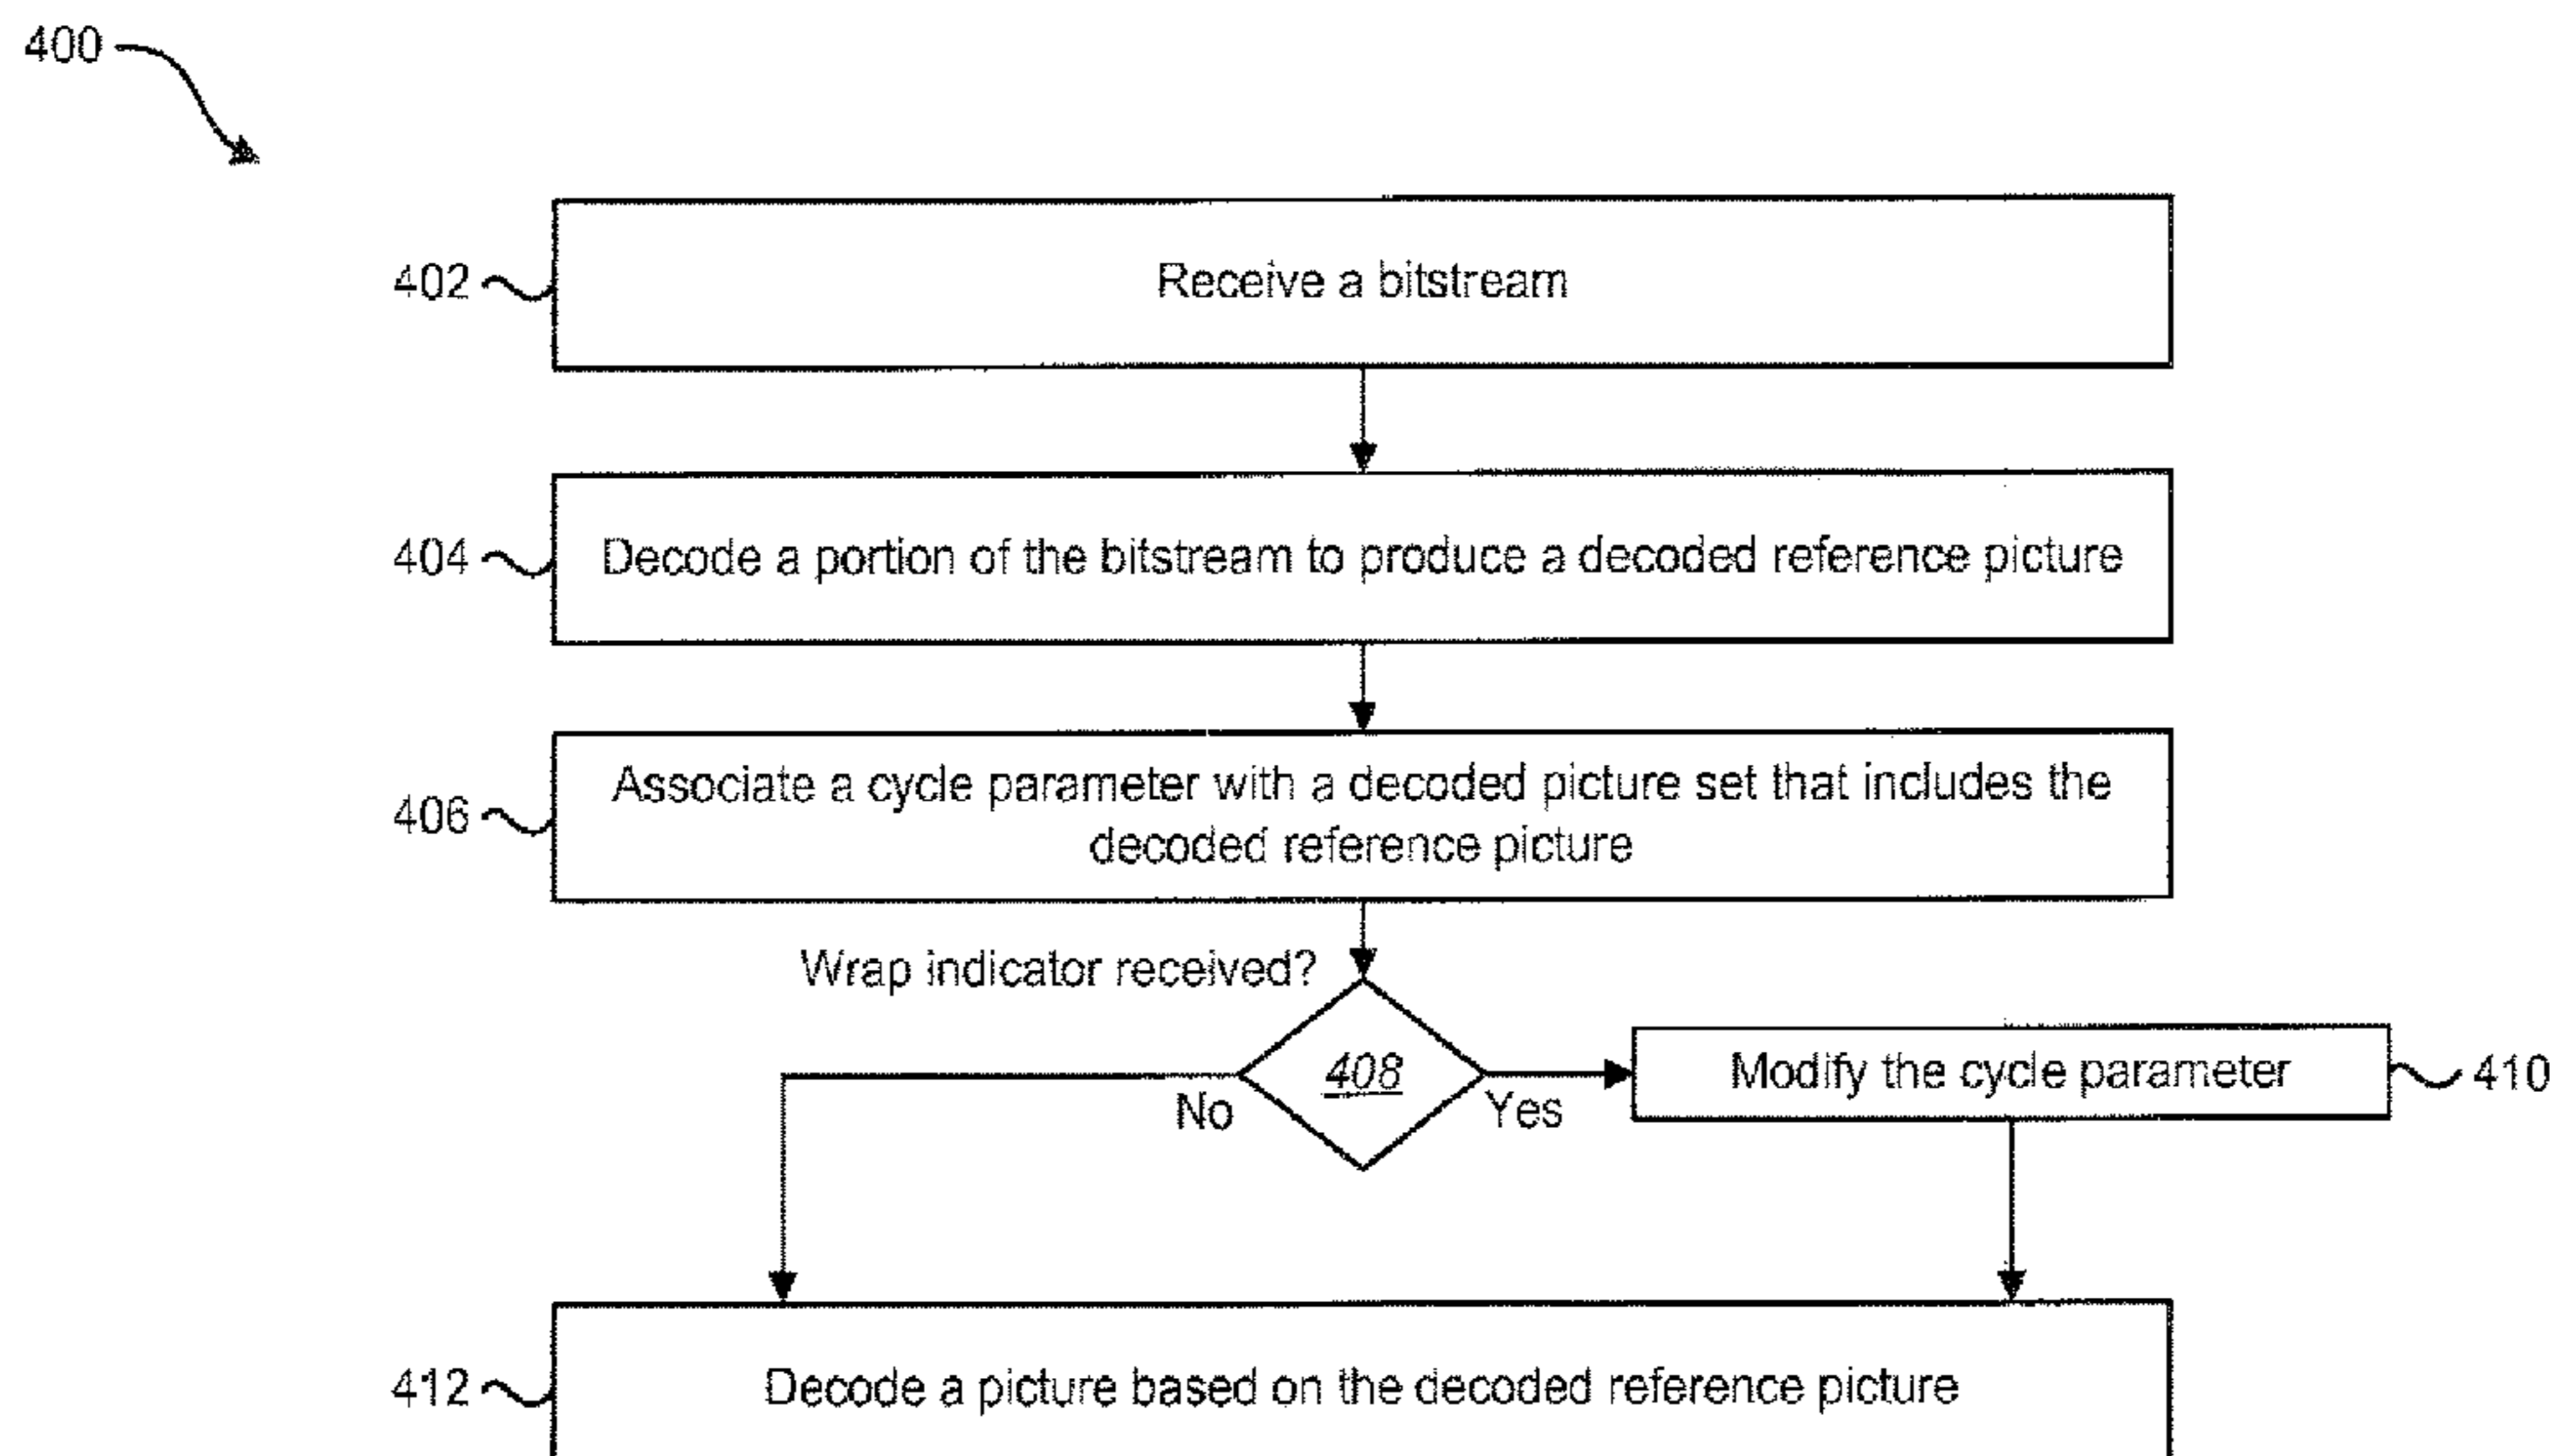 400
402
Receive a bitstream
404
Decode a portion of the bitstream to produce a decoded reference picture
406
Associate a cycle parameter with a decoded picture set that includes the
decoded reference picture
Wrap indicator received?
408
No
Yes
Modify the cycle parameter
410
412
Decode a picture based on the decoded reference picture